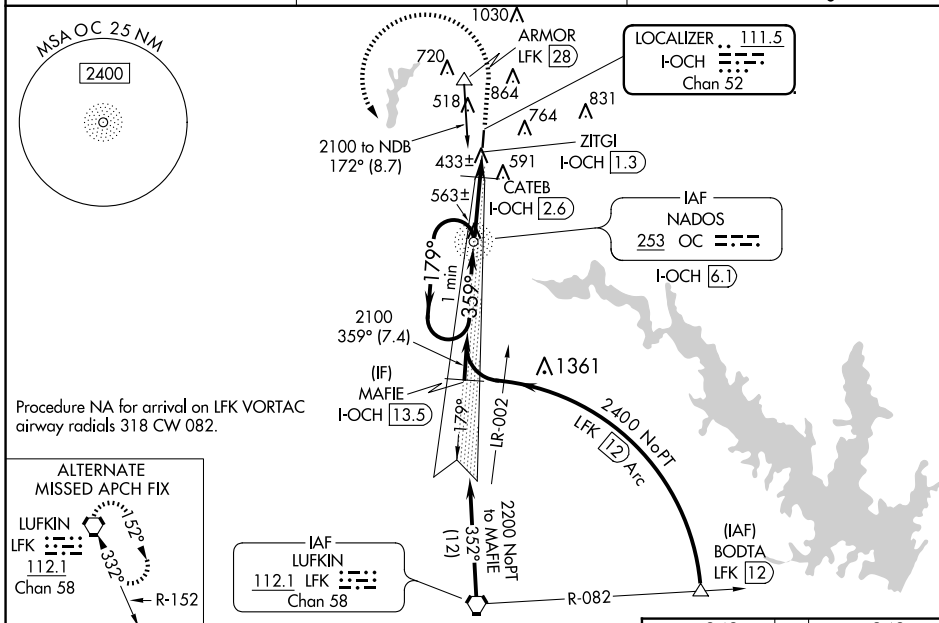 MSA OC 25 NM
2400
1030
ARMOR
LFK 28
720
864
518
764
831
2100 to NDB
172° (8.7)
LOCALIZER 111.5
I-OCH
Chan 52
ZITGI
I-OCH 1.3
433±
591
CATEB
I-OCH 2.6
563±
IAF
NADOS
253 OC
I-OCH 6.1
179°
1 min
359°
2100
359° (7.4)
(IF)
MAFIE
I-OCH 13.5
179°
LR-002
1361
2400 NoPT
LFK 12 Arc
Procedure NA for arrival on LFK VORTAC
airway radials 318 CW 082.
ALTERNATE
MISSED APCH FIX
LUFKIN
LFK
112.1
Chan 58
152°
332°
R-152
IAF
LUFKIN
112.1 LFK
Chan 58
352°
(12)
2200 NoPT
to MAFIE
R-082
(IAF)
BODTA
LFK 12